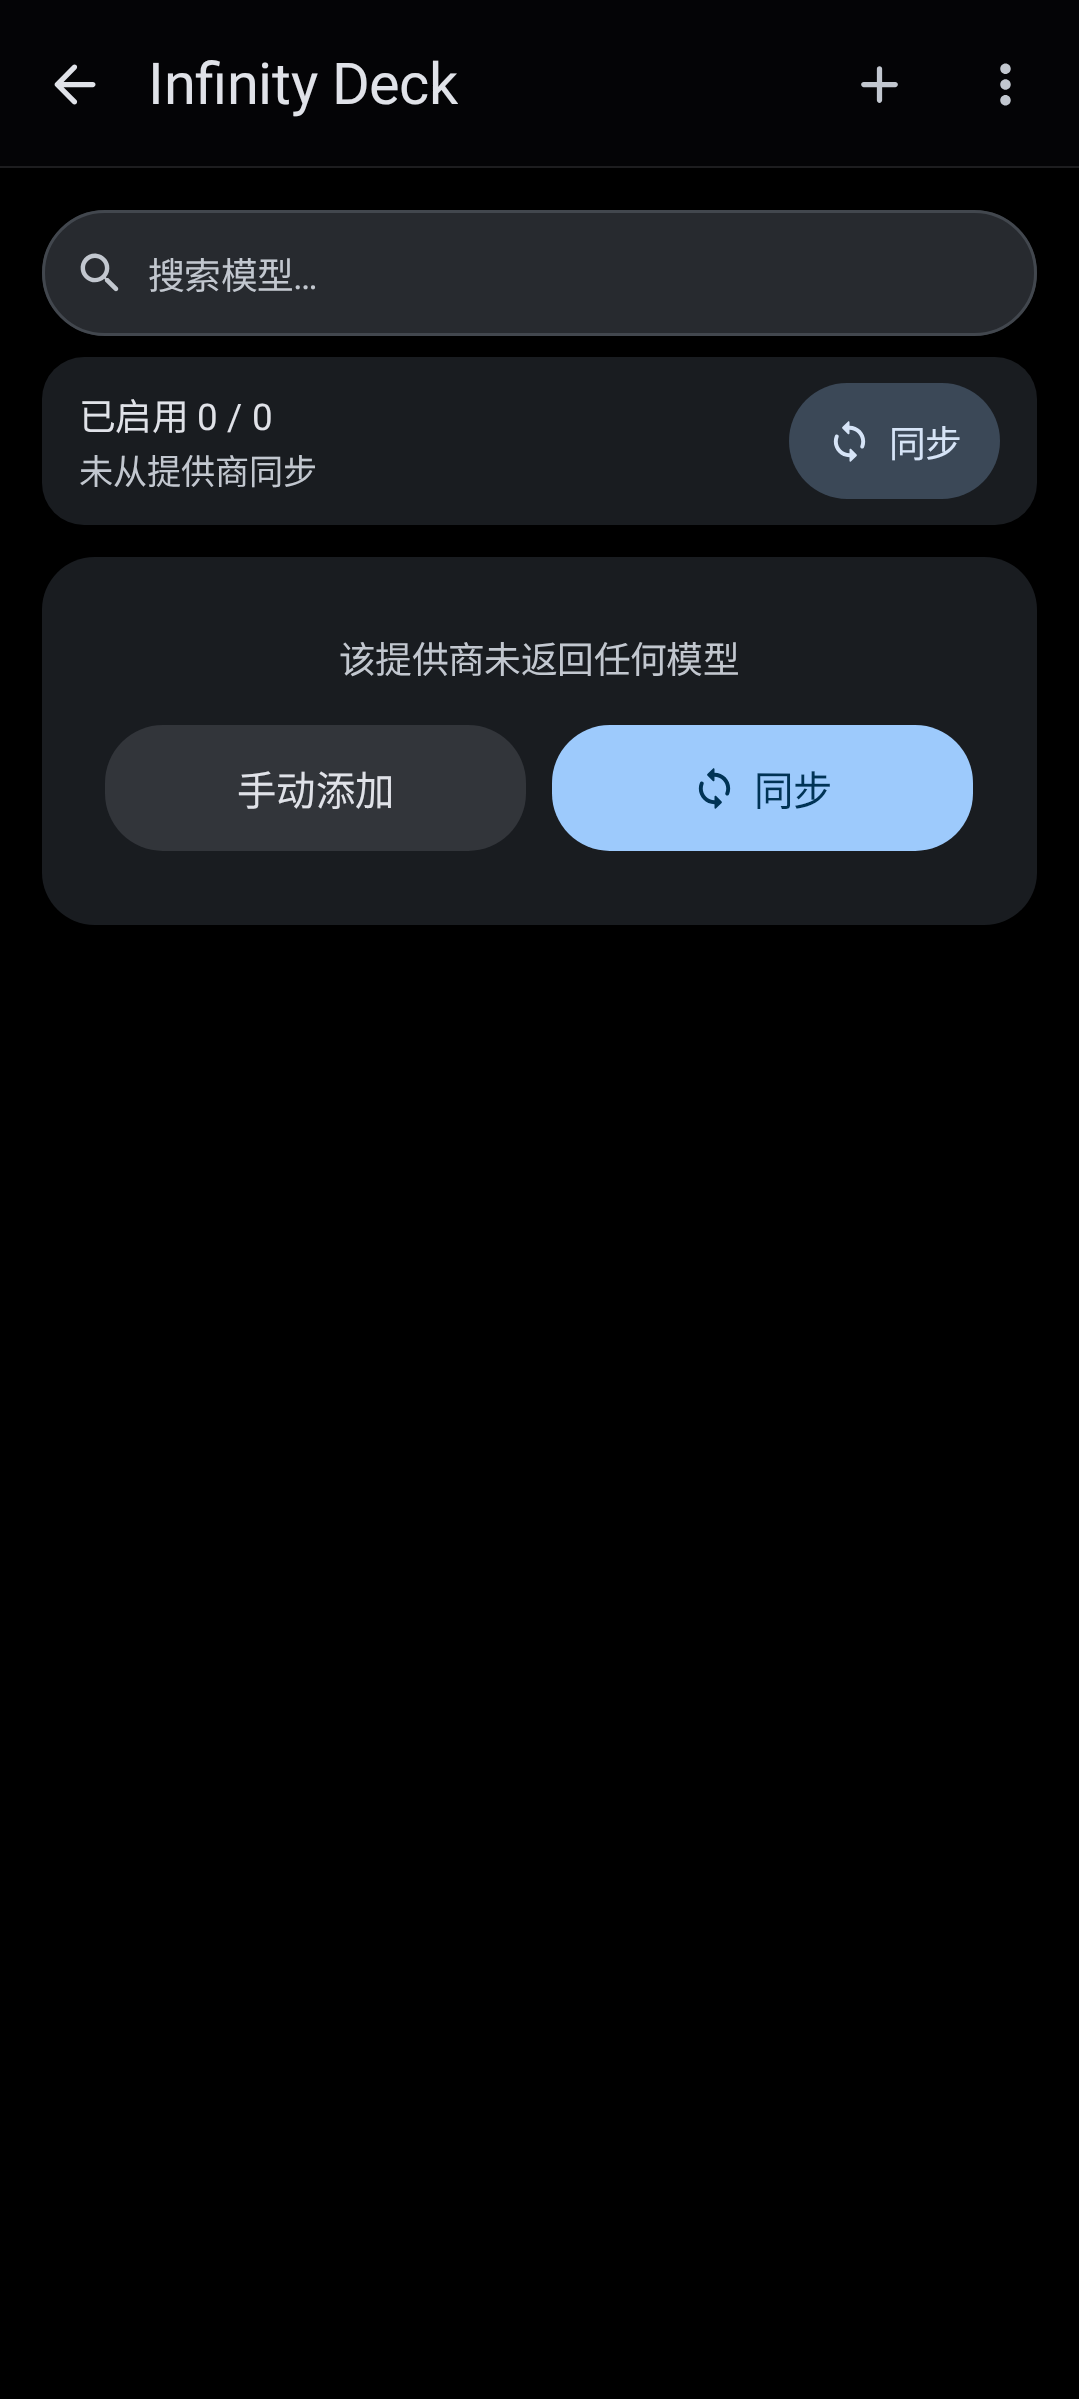 Infinity Deck
搜索模型...
已启用 0 / 0
未从提供商同步
同步
该提供商未返回任何模型
手动添加
同步